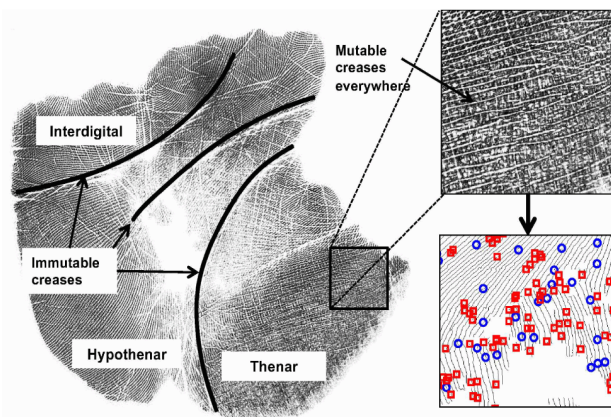 Mutable
creases
everywhere
Interdigital
Immutable
creases
Hypothenar
Thenar